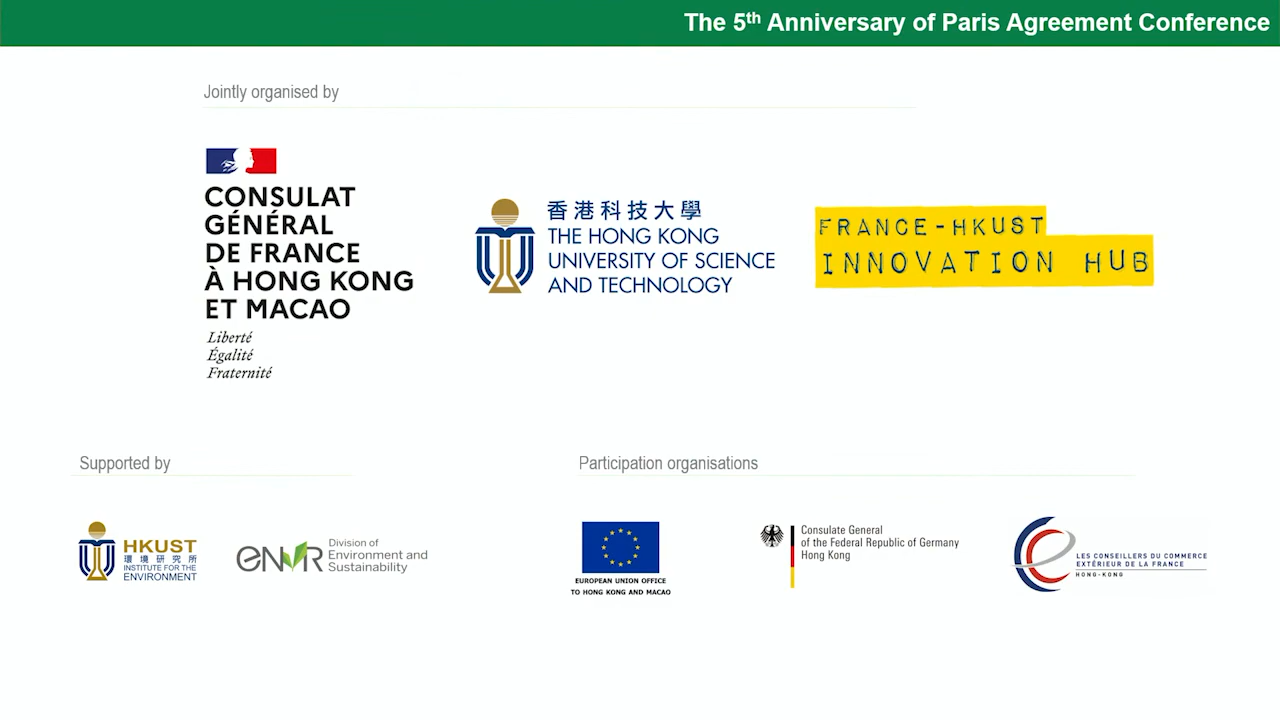 The 5th Anniversary of Paris Agreement Conference
Jointly organised by
CONSULAT
GÉNÉRAL
DE FRANCE
À HONG KONG
ET MACAO
Liberté
Égalité
Fraternité
香港科技大學
THE HONG KONG
UNIVERSITY OF SCIENCE
AND TECHNOLOGY
FRANCE-HKUST
INNOVATION HUB
Supported by
HKUST
環境研究所
INSTITUTE FOR THE
ENVIRONMENT
ENVR
Division of
Environment and
Sustainability
Participation organisations
EUROPEAN UNION OFFICE
TO HONG KONG AND MACAO
Consulate General
of the Federal Republic of Germany
Hong Kong
LES CONSEILLERS DU COMMERCE
EXTÉRIEUR DE LA FRANCE
HONG-KONG